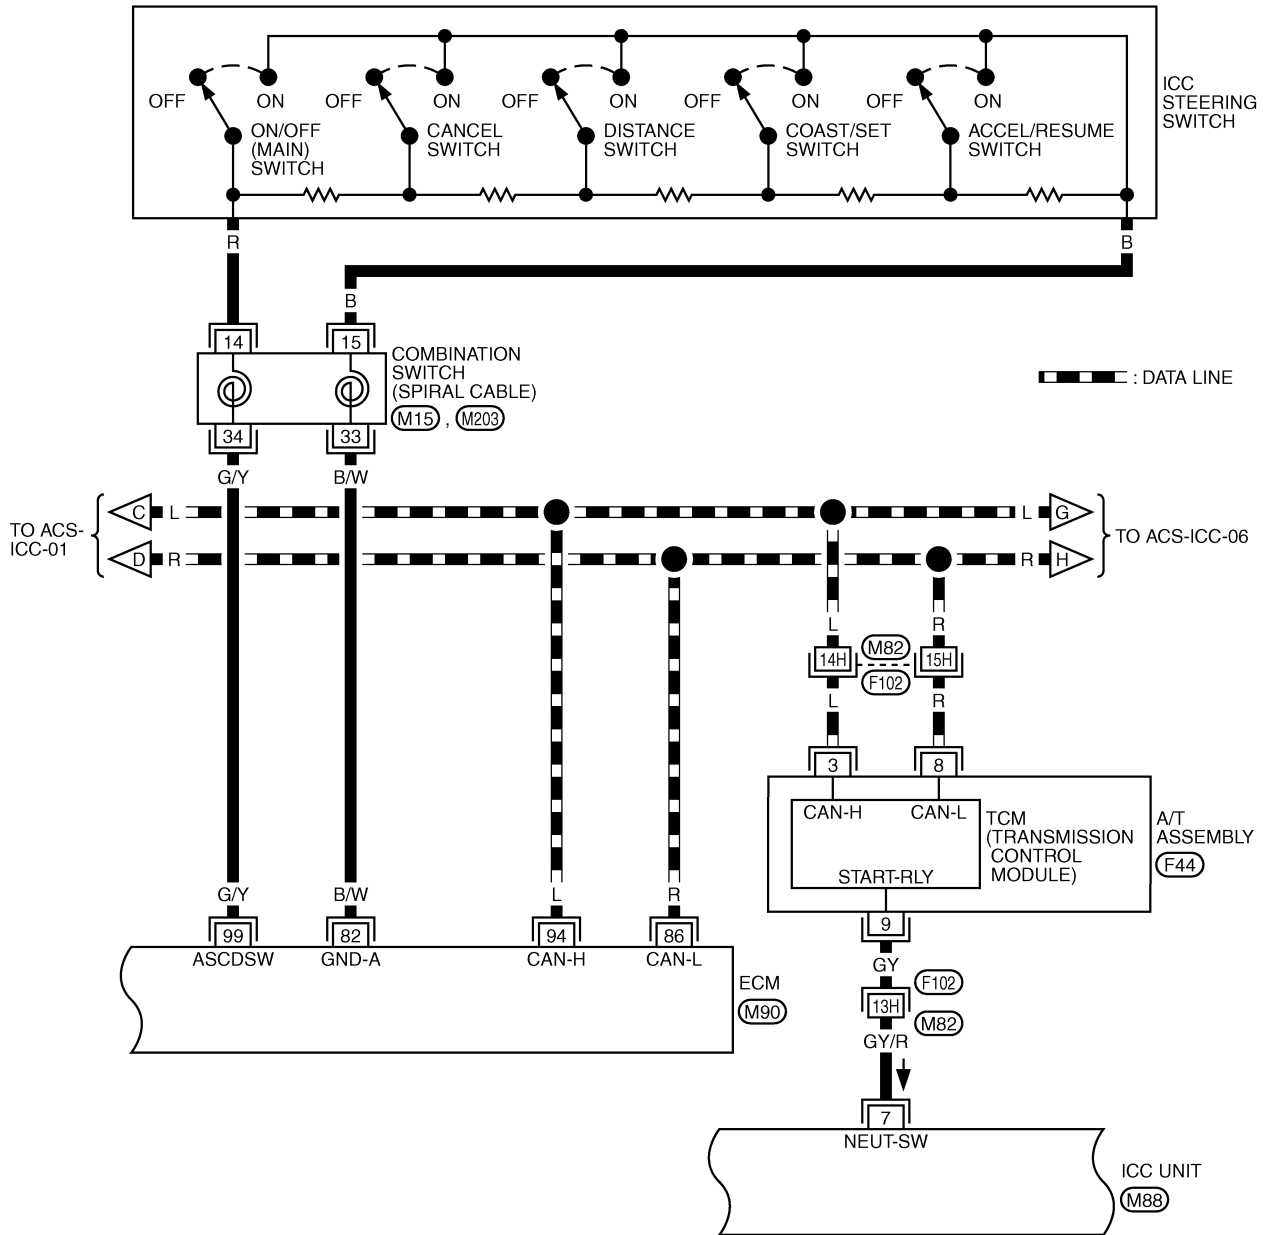 OFF ON OFF ON OFF ON OFF ON OFF ON
ON/OFF
(MAIN)
SWITCH
CANCEL
SWITCH
DISTANCE
SWITCH
COAST/SET
SWITCH
ACCEL/RESUME
SWITCH
ICC
STEERING
SWITCH
R B
B
14 15
COMBINATION
SWITCH
(SPIRAL CABLE)
M15 , M203
: DATA LINE
34 33
G/Y B/W
TO ACS-
ICC-01
C L L G
D R R H
TO ACS-ICC-06
L R
14H M82 15H
F102
L R
3 8
CAN-H CAN-L
TCM
(TRANSMISSION
CONTROL
MODULE)
START-RLY
A/T
ASSEMBLY
F44
G/Y B/W L R
99 82 94 86
ASCDSW GND-A CAN-H CAN-L
ECM
M90
9
GY
F102
13H
M82
GY/R
7
NEUT-SW
ICC UNIT
M88